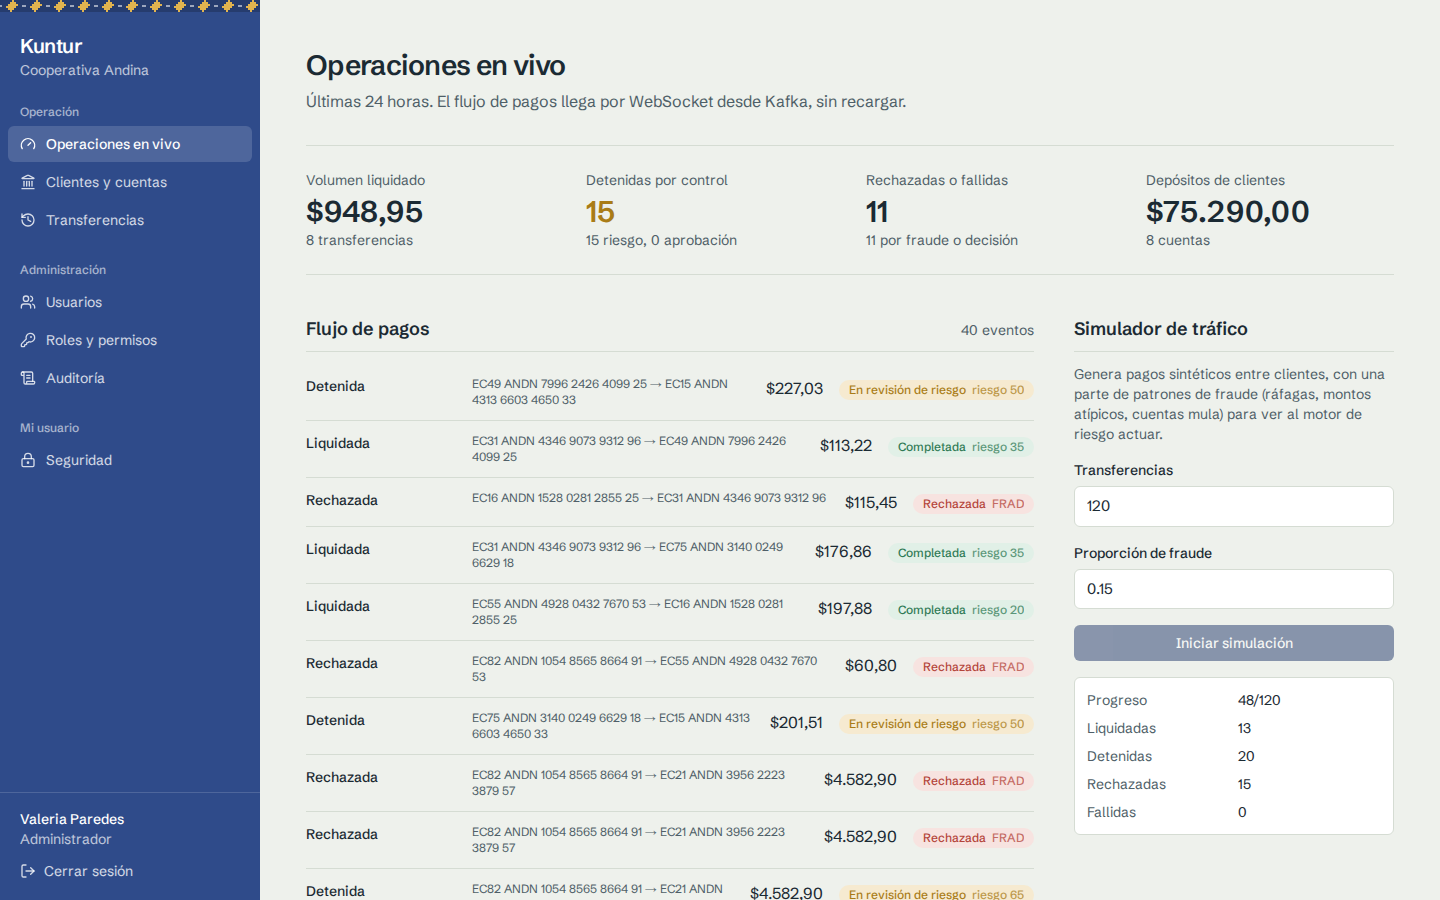 Kuntur
Cooperativa Andina
Operación
Operaciones en vivo
Clientes y cuentas
Transferencias
Administración
Usuarios
Roles y permisos
Auditoría
Mi usuario
Seguridad
Valeria Paredes
Administrador
Cerrar sesión
Operaciones en vivo
Últimas 24 horas. El flujo de pagos llega por WebSocket desde Kafka, sin recargar.
Volumen liquidado
$948,95
8 transferencias
Detenidas por control
15
15 riesgo, 0 aprobación
Rechazadas o fallidas
11
11 por fraude o decisión
Depósitos de clientes
$75.290,00
8 cuentas
Flujo de pagos
40 eventos
Detenida
EC49 ANDN 7996 2426 4099 25 → EC15 ANDN
4313 6603 4650 33
$227,03
En revisión de riesgo riesgo 50
Liquidada
EC31 ANDN 4346 9073 9312 96 → EC49 ANDN 7996 2426
4099 25
$113,22
Completada riesgo 35
Rechazada
EC16 ANDN 1528 0281 2855 25 → EC31 ANDN 4346 9073 9312 96
$115,45
Rechazada FRAD
Liquidada
EC31 ANDN 4346 9073 9312 96 → EC75 ANDN 3140 0249
6629 18
$176,86
Completada riesgo 35
Liquidada
EC55 ANDN 4928 0432 7670 53 → EC16 ANDN 1528 0281
2855 25
$197,88
Completada riesgo 20
Rechazada
EC82 ANDN 1054 8565 8664 91 → EC55 ANDN 4928 0432 7670
53
$60,80
Rechazada FRAD
Detenida
EC75 ANDN 3140 0249 6629 18 → EC15 ANDN 4313
6603 4650 33
$201,51
En revisión de riesgo riesgo 50
Rechazada
EC82 ANDN 1054 8565 8664 91 → EC21 ANDN 3956 2223
3879 57
$4.582,90
Rechazada FRAD
Rechazada
EC82 ANDN 1054 8565 8664 91 → EC21 ANDN 3956 2223
3879 57
$4.582,90
Rechazada FRAD
Detenida
EC82 ANDN 1054 8565 8664 91 → EC21 ANDN
$4.582,90
En revisión de riesgo riesgo 65
Simulador de tráfico
Genera pagos sintéticos entre clientes, con una
parte de patrones de fraude (ráfagas, montos
atípicos, cuentas mula) para ver al motor de
riesgo actuar.
Transferencias
120
Proporción de fraude
0.15
Iniciar simulación
Progreso 48/120
Liquidadas 13
Detenidas 20
Rechazadas 15
Fallidas 0